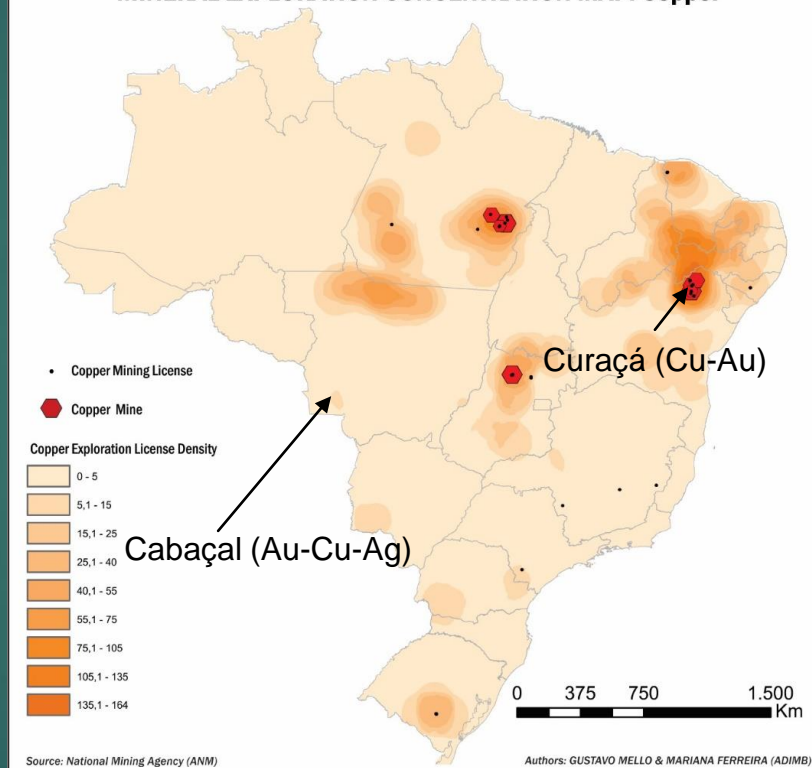 Copper
Curaçá (Cu-Au)
Copper Mining License
Copper Mine
Copper Exploration License Density
0 - 5
5,1 - 15
15,1 - 25
25,1 - 40
40,1 - 55
55,1 - 75
75,1 - 105
105,1 - 135
135,1 - 164
Cabaçal (Au-Cu-Ag)
0 375 750 1.500
Km
Source: National Mining Agency (ANM)
Authors: GUSTAVO MELLO & MARIANA FERREIRA (ADIMB)